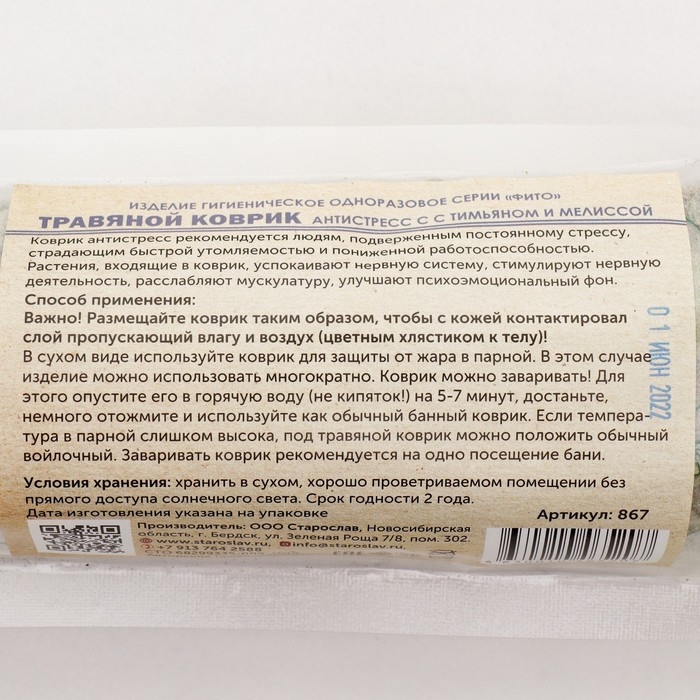 ИЗДЕЛИЕ ГИГИЕНИЧЕСКОЕ ОДНОРАЗОВОЕ СЕРИИ «ФИТО»
ТРАВЯНОЙ КОВРИК АНТИСТРЕСС С С ТИМЬЯНОМ И МЕЛИССОЙ
Коврик антистресс рекомендуется людям, подверженным постоянному стрессу,
страдающим быстрой утомляемостью и пониженной работоспособностью.
Растения, входящие в коврик, успокаивают нервную систему, стимулируют нервную
деятельность, расслабляют мускулатуру, улучшают психоэмоциональный фон.
Способ применения:
Важно! Размещайте коврик таким образом, чтобы с кожей контактировал
слой пропускающий влагу и воздух (цветным хлястиком к телу)!
В сухом виде используйте коврик для защиты от жара в парной. В этом случае
изделие можно использовать многократно. Коврик можно заваривать! Для
этого опустите его в горячую воду (не кипяток!) на 5-7 минут, достаньте,
немного отожмите и используйте как обычный банный коврик. Если темпера-
тура в парной слишком высока, под травяной коврик можно положить обычный
войлочный. Заваривать коврик рекомендуется на одно посещение бани.
01 ИЮН 2022
Условия хранения: хранить в сухом, хорошо проветриваемом помещении без
прямого доступа солнечного света. Срок годности 2 года.
Дата изготовления указана на упаковке
Артикул: 867
Производитель: ООО Старослав, Новосибирская
область, г. Бердск, ул. Зеленая Роща 7/8, пом. 302.
www.staroslav.ru, info@staroslav.ru,
+7 913 764 2588